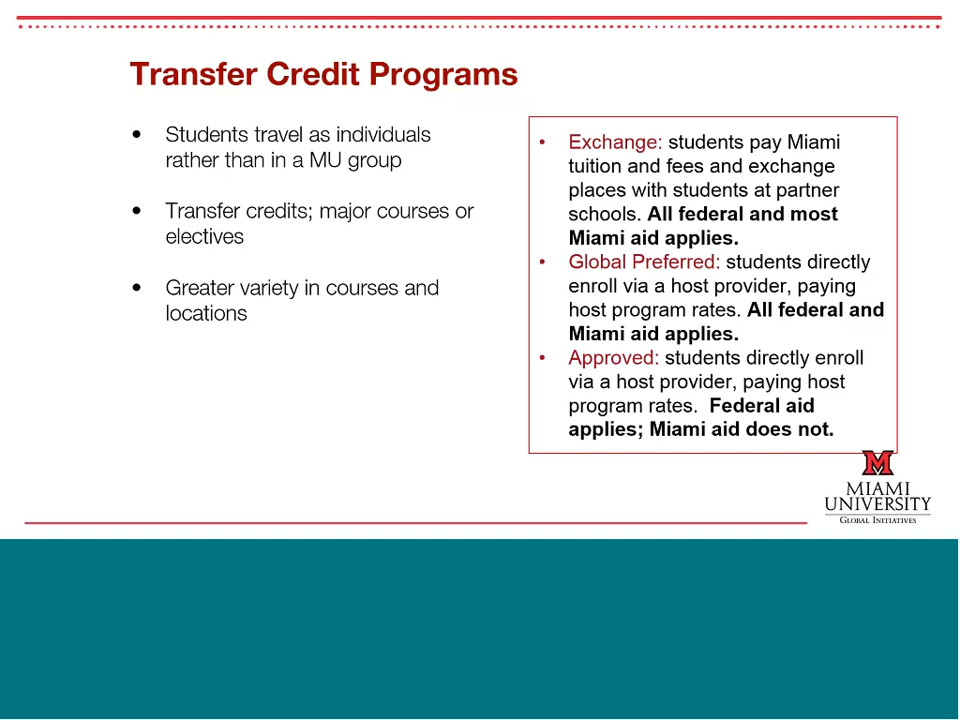 Transfer Credit Programs
• Students travel as individuals
rather than in a MU group
• Transfer credits; major courses or
electives
• Greater variety in courses and
locations
• Exchange: students pay Miami
tuition and fees and exchange
places with students at partner
schools. All federal and most
Miami aid applies.
• Global Preferred: students directly
enroll via a host provider, paying
host program rates. All federal and
Miami aid applies.
• Approved: students directly enroll
via a host provider, paying host
program rates.  Federal aid
applies; Miami aid does not.
M
MIAMI
UNIVERSITY
GLOBAL INITIATIVES